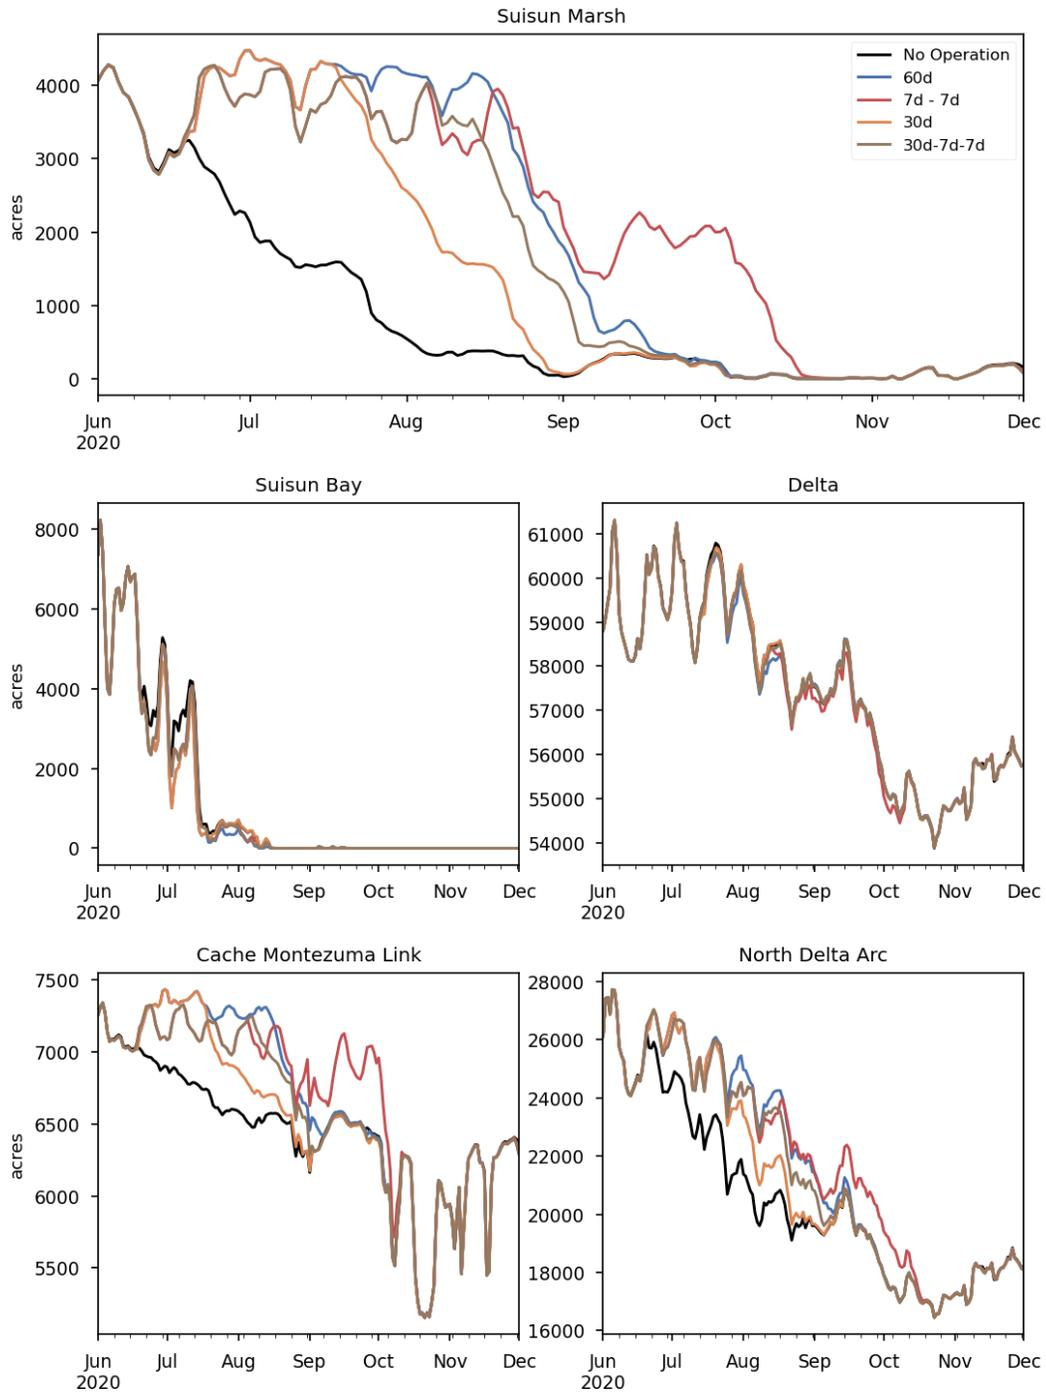 Suisun Marsh
acres
4000
3000
2000
1000
0
No Operation
60d
7d - 7d
30d
30d-7d-7d
Jun Jul Aug Sep Oct Nov Dec
2020
Suisun Bay
acres
8000
6000
4000
2000
0
Jun Jul Aug Sep Oct Nov Dec
2020
Delta
61000
60000
59000
58000
57000
56000
55000
54000
Jun Jul Aug Sep Oct Nov Dec
2020
Cache Montezuma Link
acres
7500
7000
6500
6000
5500
Jun Jul Aug Sep Oct Nov Dec
2020
North Delta Arc
28000
26000
24000
22000
20000
18000
16000
Jun Jul Aug Sep Oct Nov Dec
2020